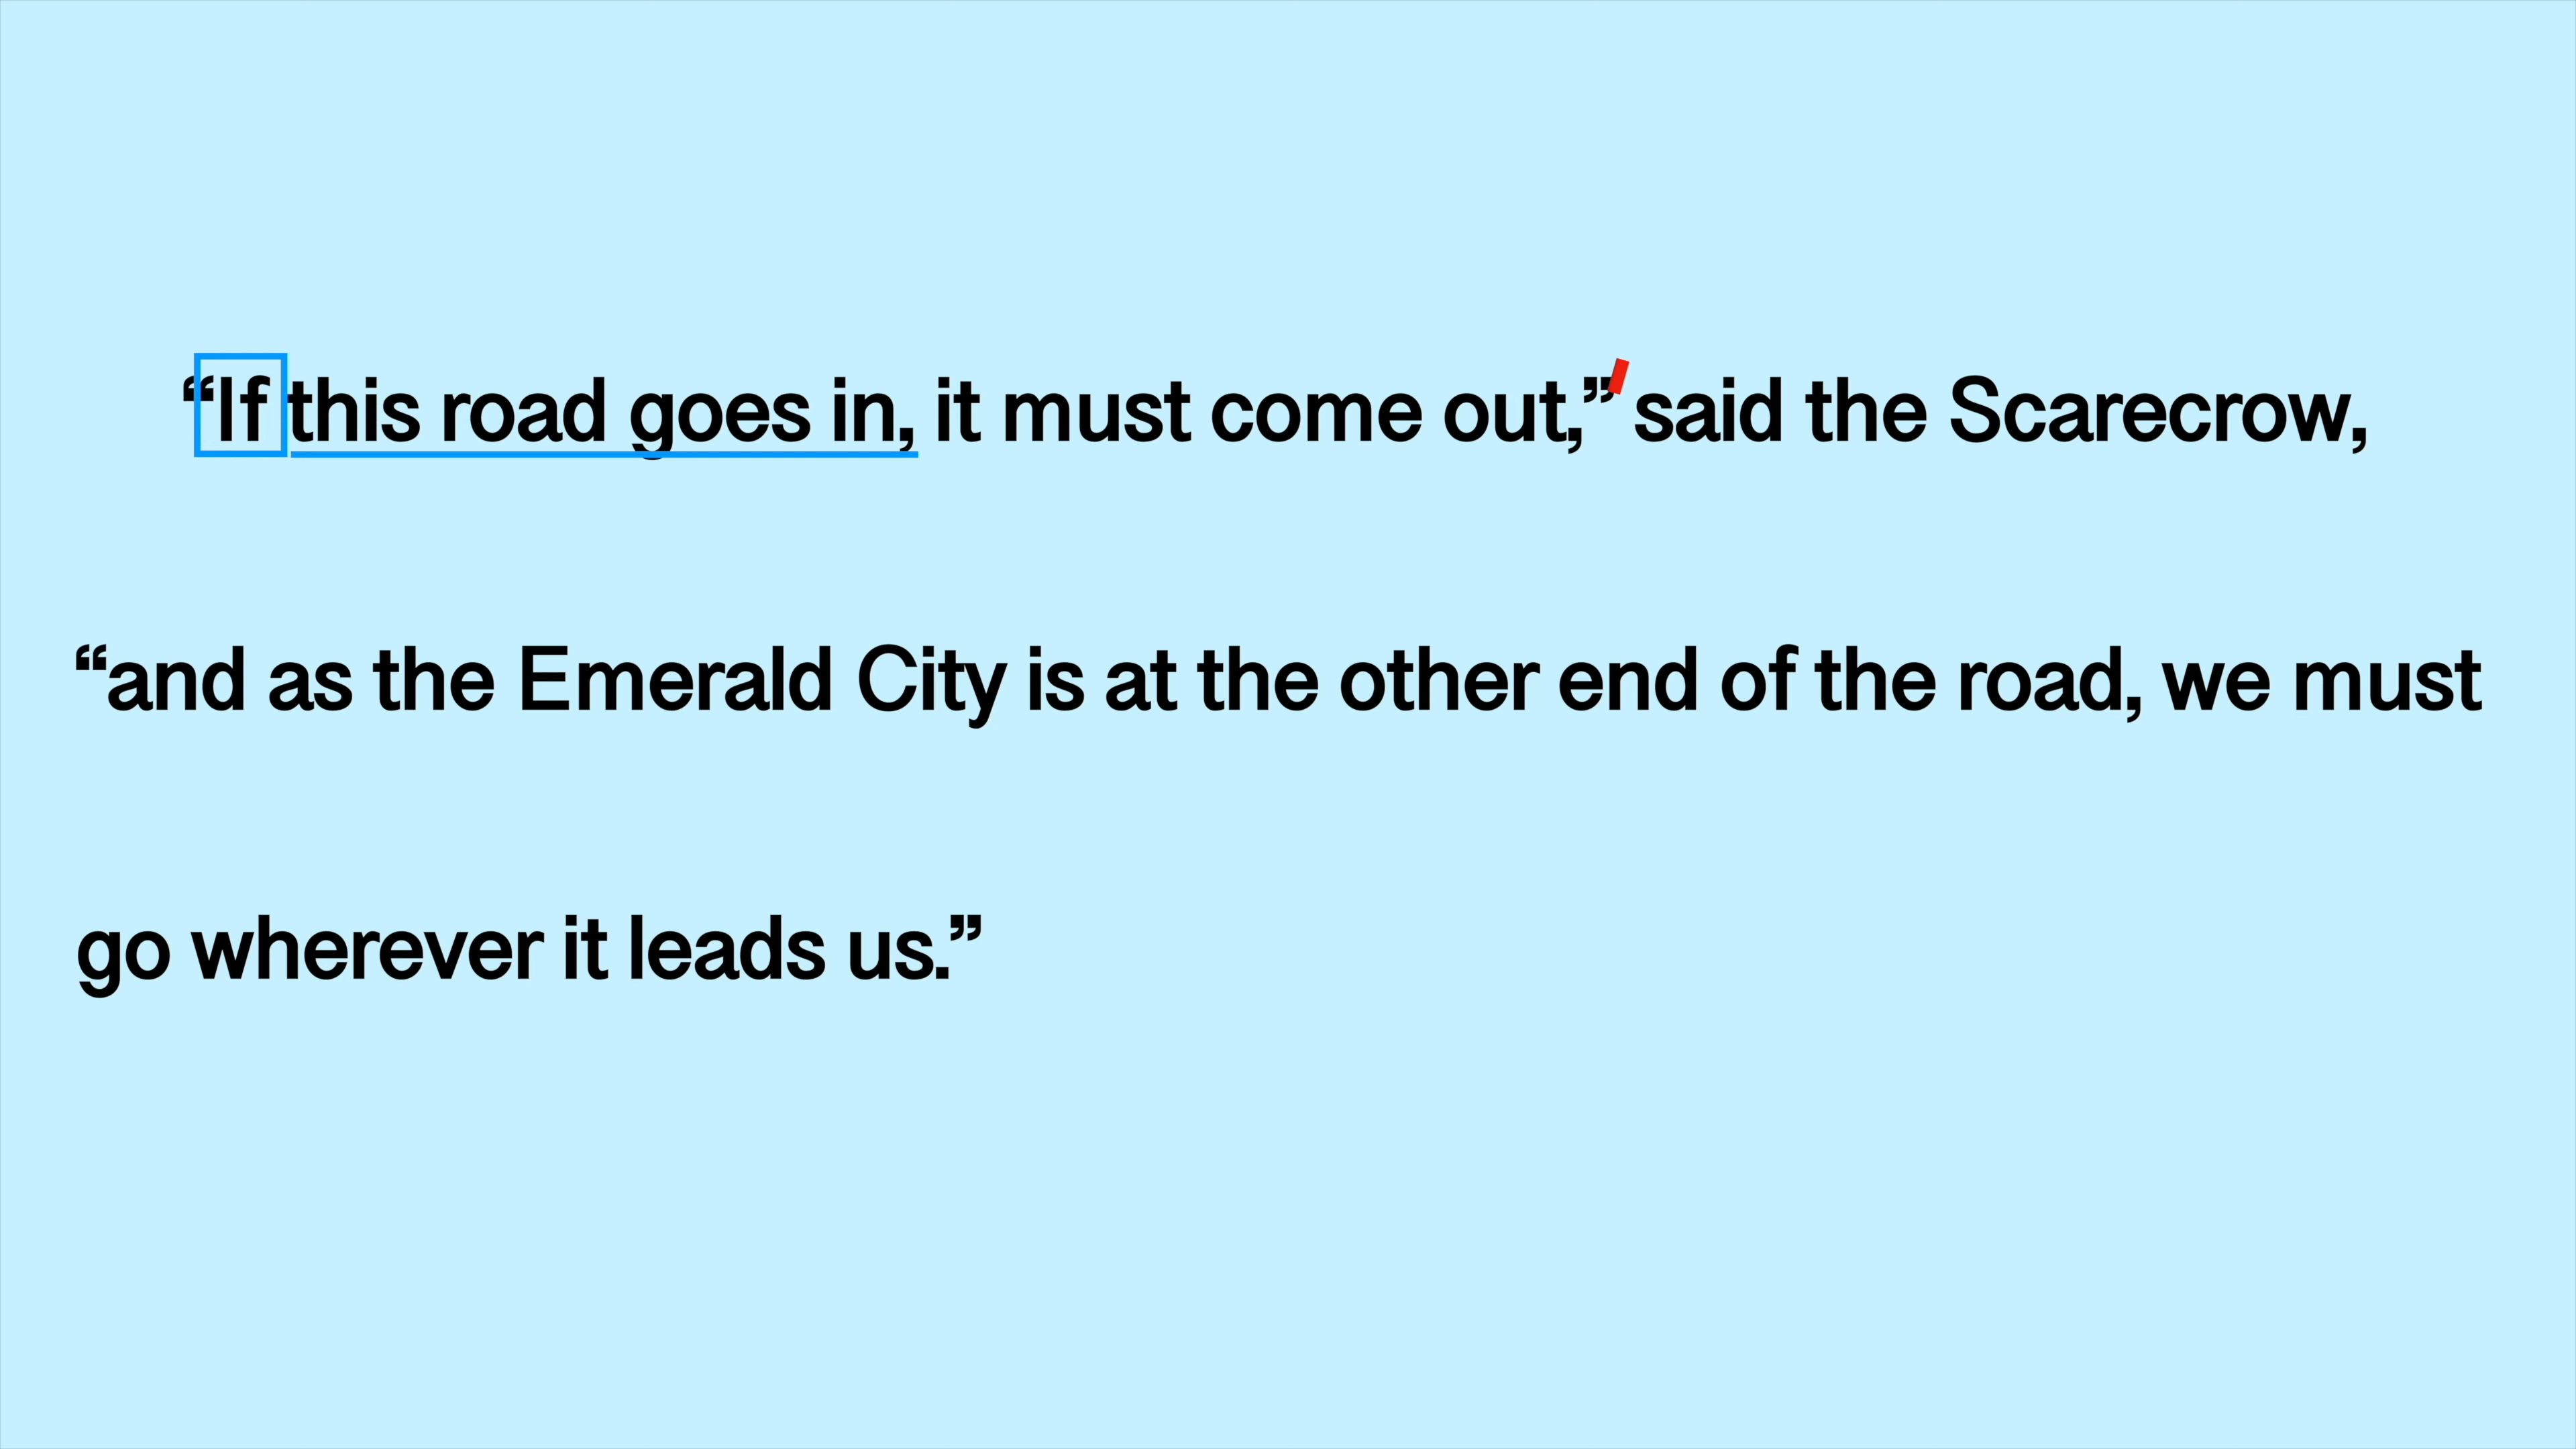 “If this road goes in, it must come out,” said the Scarecrow,
“and as the Emerald City is at the other end of the road, we must
go wherever it leads us.”